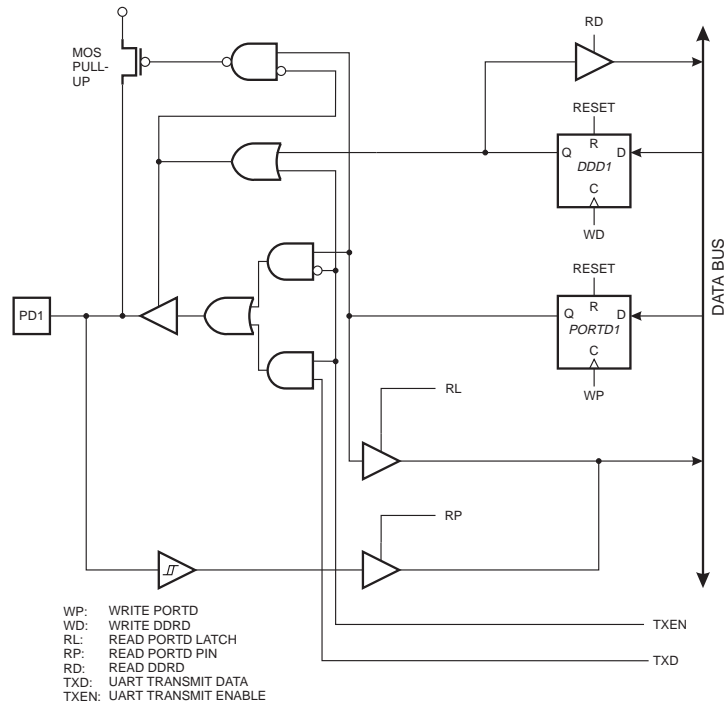 RD
MOS
PULL-
UP
RESET
R
Q
D
DDD1
C
WD
RESET
R
PD1
Q
D
PORTD1
C
WP
DATA BUS
RL
RP
WP: WRITE PORTD
WD: WRITE DDRD
RL: READ PORTD LATCH
RP: READ PORTD PIN
RD: READ DDRD
TXD: UART TRANSMIT DATA
TXEN: UART TRANSMIT ENABLE
TXEN
TXD